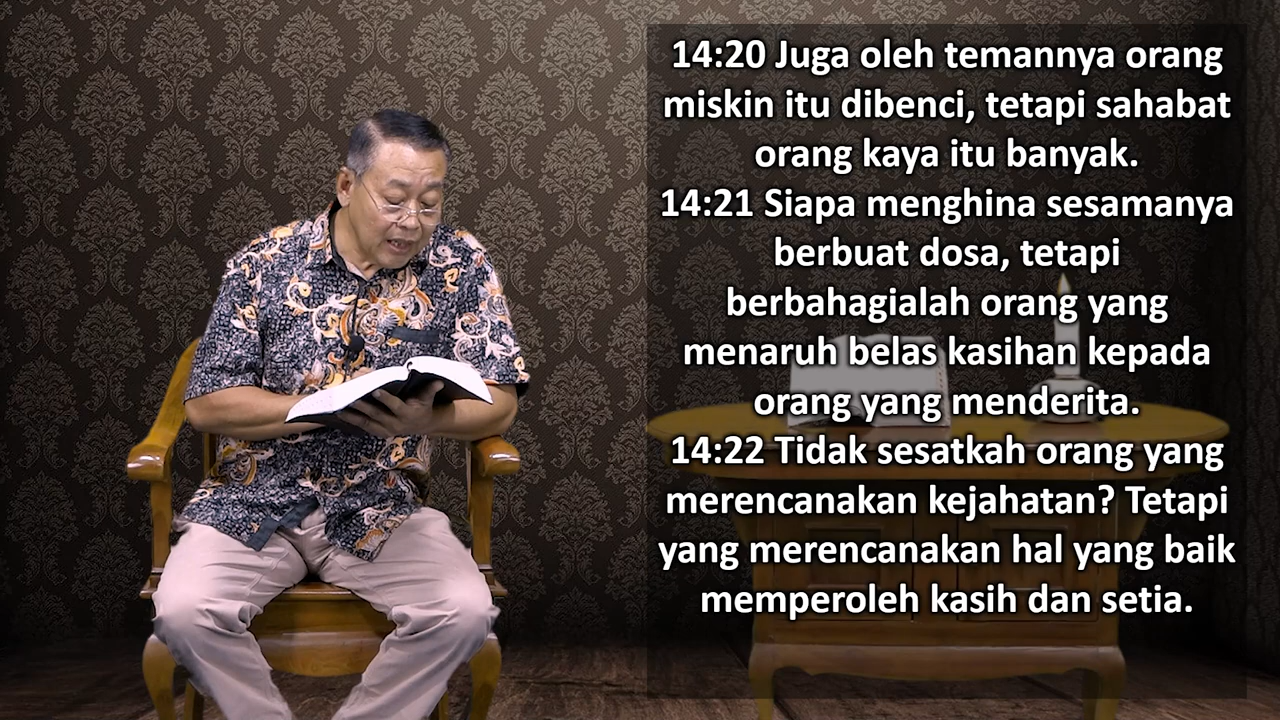 14:20 Juga oleh temannya orang
miskin itu dibenci, tetapi sahabat
orang kaya itu banyak.
14:21 Siapa menghina sesamanya
berbuat dosa, tetapi
berbahagialah orang yang
menaruh belas kasihan kepada
orang yang menderita.
14:22 Tidak sesatkah orang yang
merencanakan kejahatan? Tetapi
yang merencanakan hal yang baik
memperoleh kasih dan setia.